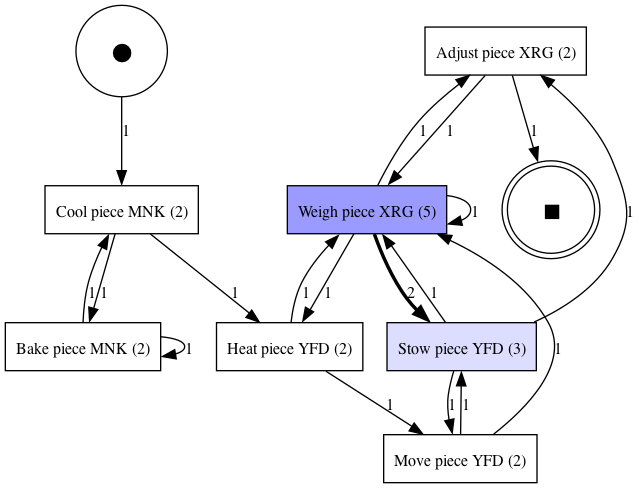 Adjust piece XRG (2)
1
1
1
1
Cool piece MNK (2)
Weigh piece XRG (5)
1
1
1
1
1
1
1
2
1
Bake piece MNK (2)
1
Heat piece YFD (2)
Stow piece YFD (3)
1
1
1
1
Move piece YFD (2)